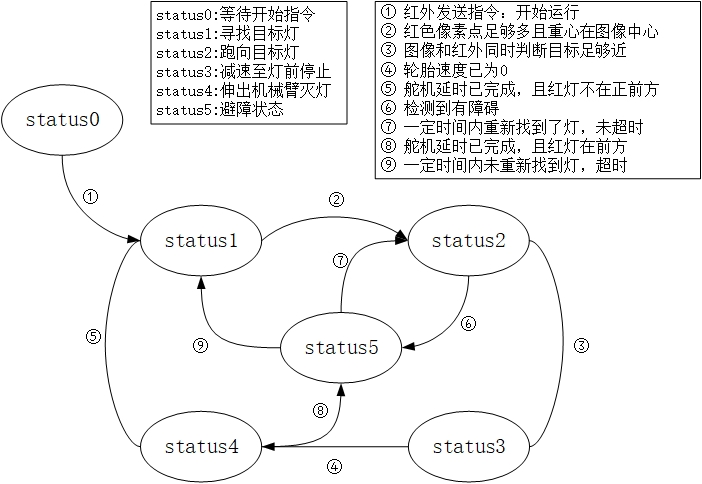 status0:等待开始指令
status1:寻找目标灯
status2:跑向目标灯
status3:减速至灯前停止
status4:伸出机械臂灭灯
status5:避障状态
① 红外发送指令：开始运行
② 红色像素点足够多且重心在图像中心
③ 图像和红外同时判断目标足够近
④ 轮胎速度已为0
⑤ 舵机延时已完成，且红灯不在正前方
⑥ 检测到有障碍
⑦ 一定时间内重新找到了灯，未超时
⑧ 舵机延时已完成，且红灯在前方
⑨ 一定时间内未重新找到灯，超时
status0
①
②
status1
status2
⑦
⑥
⑤
⑨
status5
③
⑧
status4
status3
④